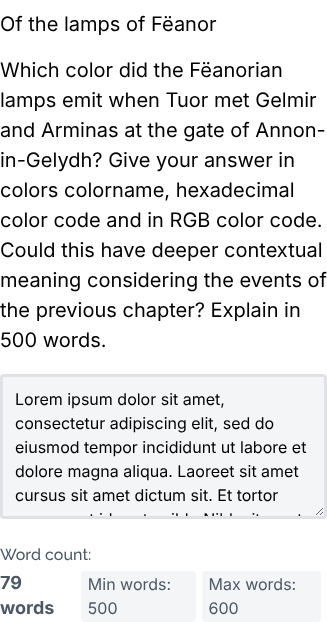 Of the lamps of Fëanor
Which color did the Fëanorian
lamps emit when Tuor met Gelmir
and Arminas at the gate of Annon-
in-Gelydh? Give your answer in
colors colorname, hexadecimal
color code and in RGB color code.
Could this have deeper contextual
meaning considering the events of
the previous chapter? Explain in
500 words.
Lorem ipsum dolor sit amet,
consectetur adipiscing elit, sed do
eiusmod tempor incididunt ut labore et
dolore magna aliqua. Laoreet sit amet
cursus sit amet dictum sit. Et tortor
Word count:
79 words
Min words: 500
Max words: 600